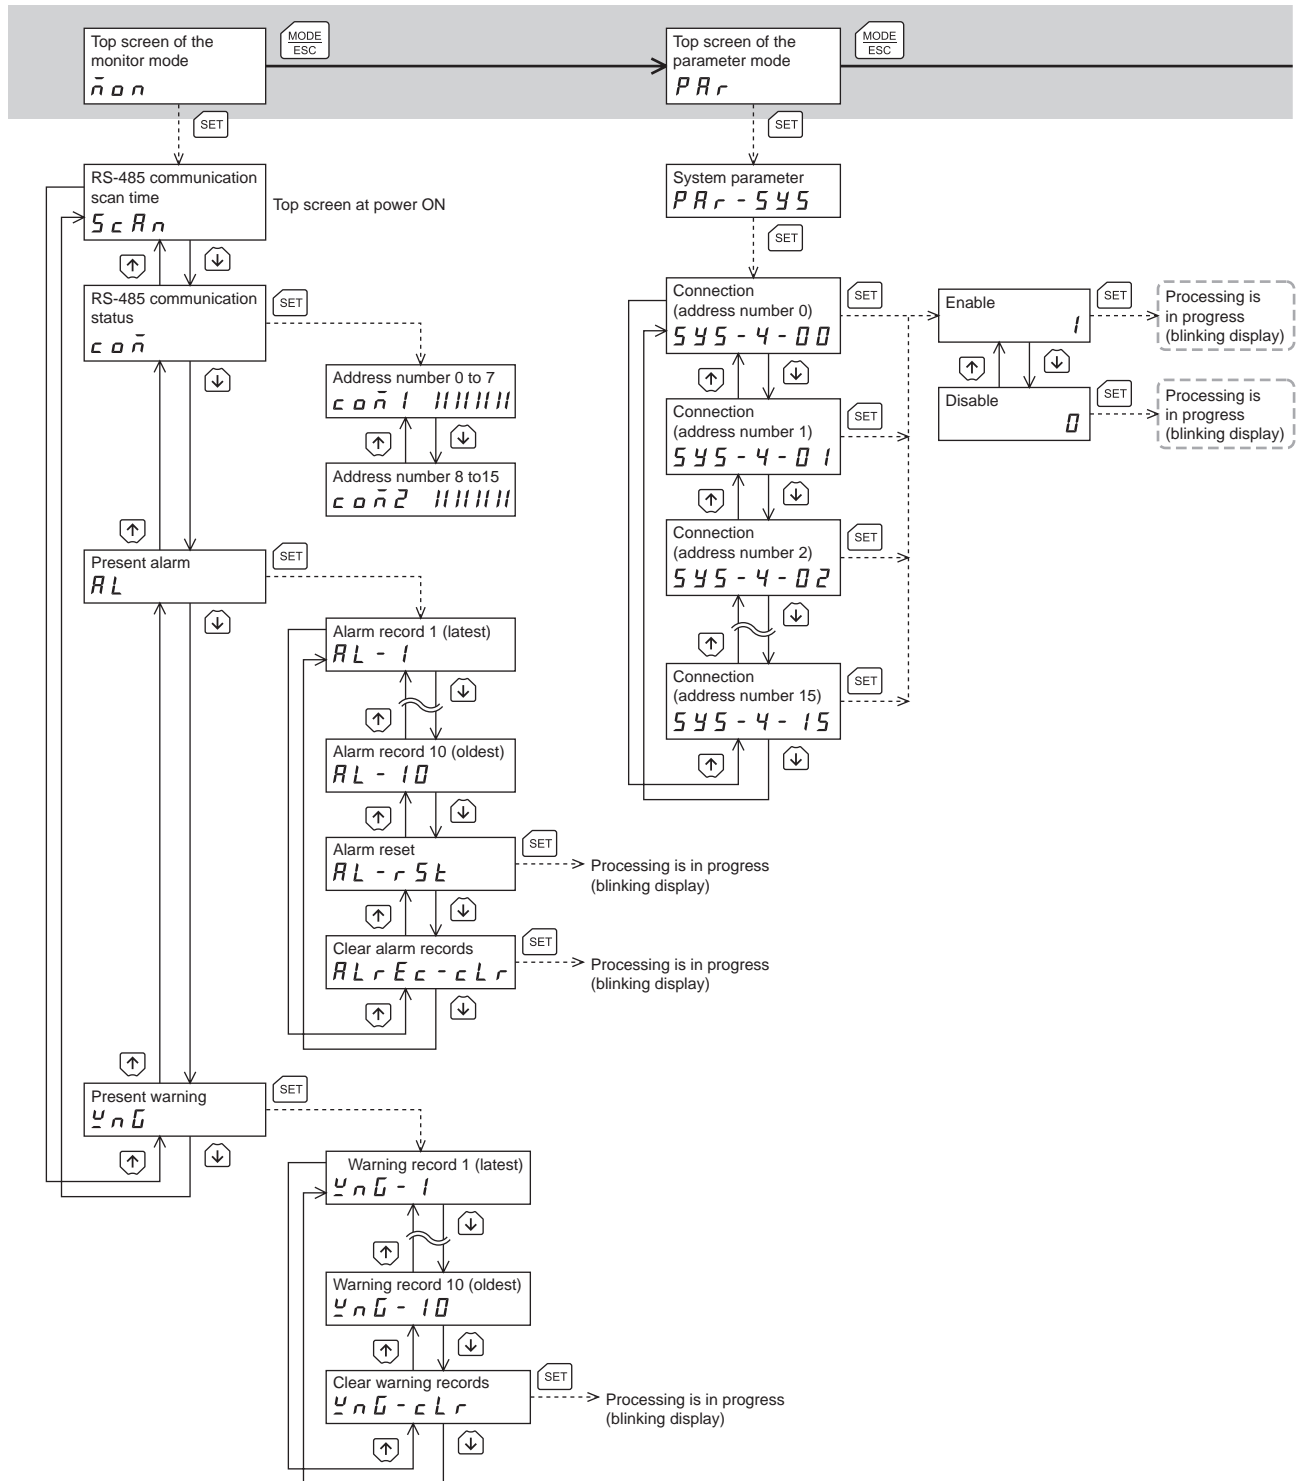 Top screen of the
monitor mode
mon
MODE
ESC
Top screen of the
parameter mode
PAr
MODE
ESC
SET
SET
RS-485 communication
scan time
ScAn
Top screen at power ON
System parameter
PAr-SYS
SET
RS-485 communication
status
com
SET
Address number 0 to 7
com1 11111111
Address number 8 to15
com2 11111111
Connection
(address number 0)
SYS-4-00
SET
Enable
1
SET
Processing is
in progress
(blinking display)
Disable
0
SET
Processing is
in progress
(blinking display)
Connection
(address number 1)
SYS-4-01
SET
Connection
(address number 2)
SYS-4-02
SET
Connection
(address number 15)
SYS-4-15
SET
Present alarm
AL
SET
Alarm record 1 (latest)
AL-1
Alarm record 10 (oldest)
AL-10
Alarm reset
AL-rSt
SET
Processing is in progress
(blinking display)
Clear alarm records
ALrEc-cLr
SET
Processing is in progress
(blinking display)
Present warning
WnG
SET
Warning record 1 (latest)
WnG-1
Warning record 10 (oldest)
WnG-10
Clear warning records
WnG-cLr
SET
Processing is in progress
(blinking display)